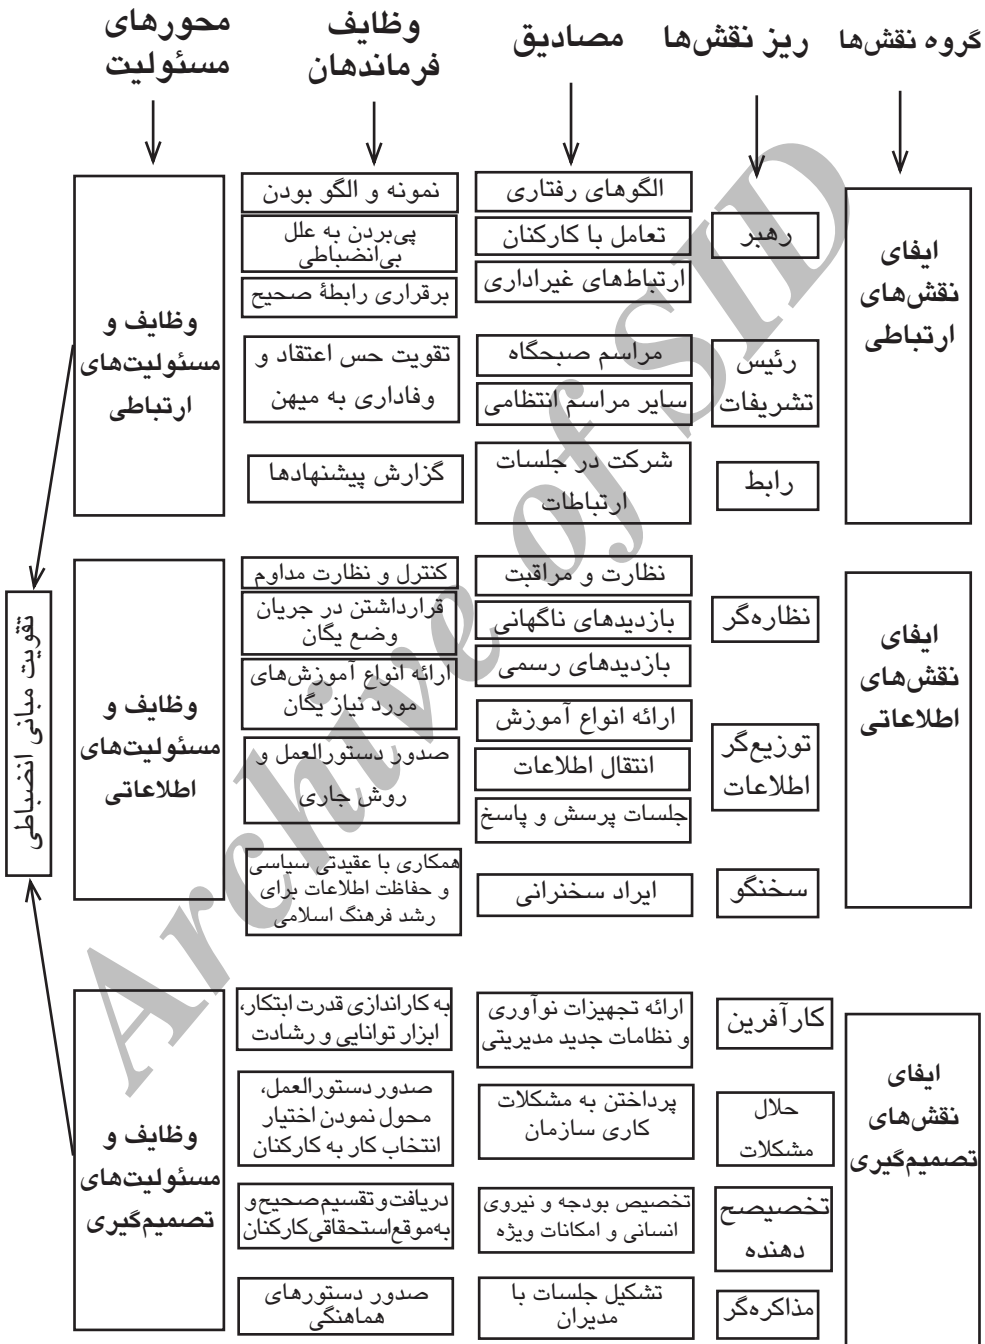 گروه نقش‌ها
ریز نقش‌ها
مصادیق
وظایف
فرماندهان
محورهای
مسئولیت
ایفای
نقش‌های
ارتباطی
رهبر
الگوهای رفتاری
تعامل با کارکنان
ارتباط‌های غیراداری
نمونه و الگو بودن
پی‌بردن به علل
بی‌انضباطی
برقراری رابطهٔ صحیح
رئیس
تشریفات
مراسم صبحگاه
سایر مراسم انتظامی
تقویت حس اعتقاد و
وفاداری به میهن
رابط
شرکت در جلسات
ارتباطات
گزارش پیشنهادها
وظایف و
مسئولیت‌های
ارتباطی
ایفای
نقش‌های
اطلاعاتی
نظاره‌گر
نظارت و مراقبت
بازدیدهای ناگهانی
بازدیدهای رسمی
کنترل و نظارت مداوم
قرارداشتن در جریان
وضع یگان
ارائه انواع آموزش‌های
مورد نیاز یگان
توزیع‌گر
اطلاعات
ارائه انواع آموزش
انتقال اطلاعات
جلسات پرسش و پاسخ
صدور دستورالعمل و
روش جاری
سخنگو
ایراد سخنرانی
همکاری با عقیدتی سیاسی
و حفاظت اطلاعات برای
رشد فرهنگ اسلامی
وظایف و
مسئولیت‌های
اطلاعاتی
ایفای
نقش‌های
تصمیم‌گیری
کارآفرین
ارائه تجهیزات نوآوری
و نظامات جدید مدیریتی
به کاراندازی قدرت ابتکار،
ابزار توانایی و رشادت
حلال
مشکلات
پرداختن به مشکلات
کاری سازمان
صدور دستورالعمل،
محول نمودن اختیار
انتخاب کار به کارکنان
تخصیصح
دهنده
تخصیص بودجه و نیروی
انسانی و امکانات ویژه
دریافت و تقسیم صحیح و
به‌موقع استحقاقی کارکنان
مذاکره‌گر
تشکیل جلسات با
مدیران
صدور دستورهای
هماهنگی
وظایف و
مسئولیت‌های
تصمیم‌گیری
تقویت مبانی انضباطی
Archive of SID